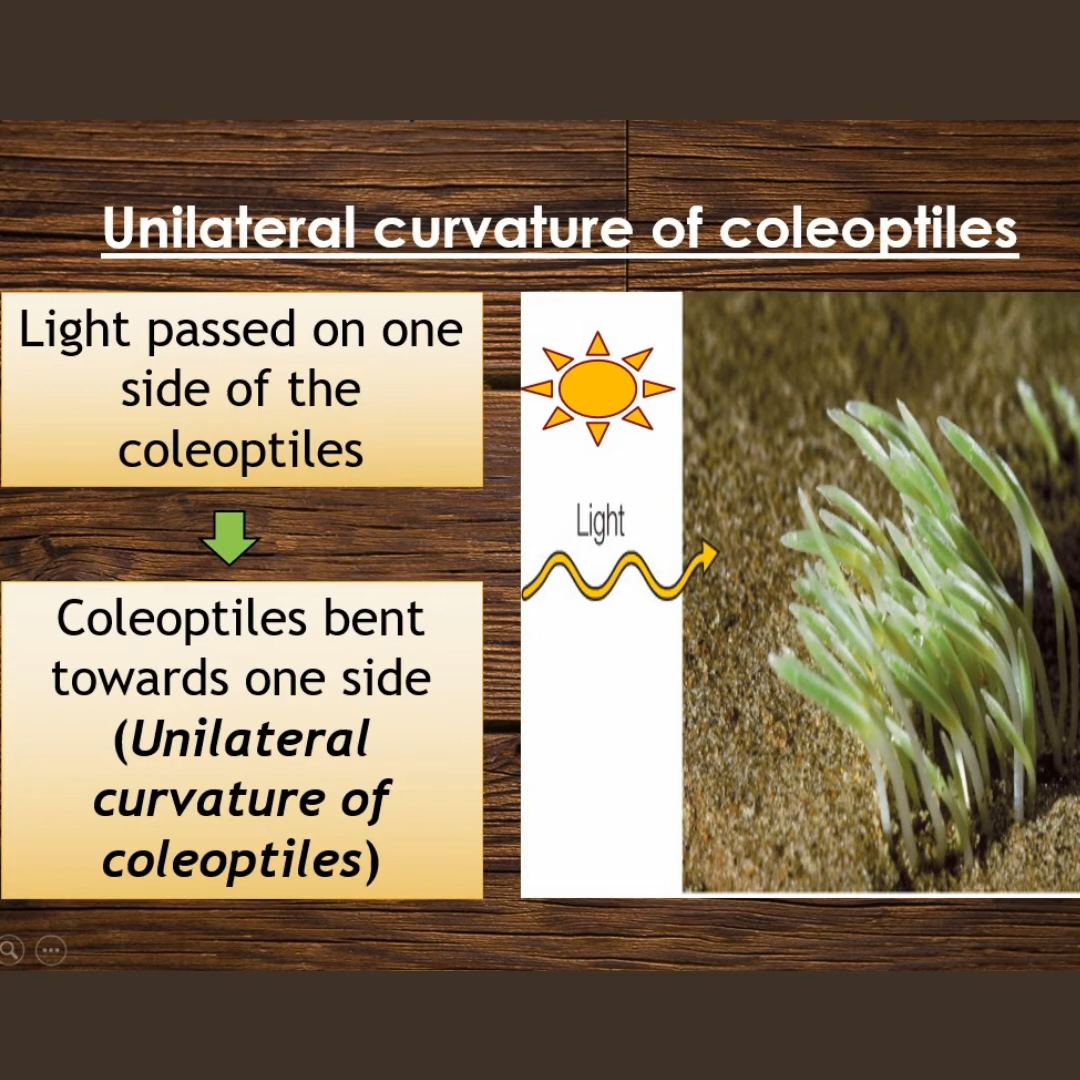 Unilateral curvature of coleoptiles
Light passed on one
side of the
coleoptiles
Coleoptiles bent
towards one side
(Unilateral
curvature of
coleoptiles)
Light